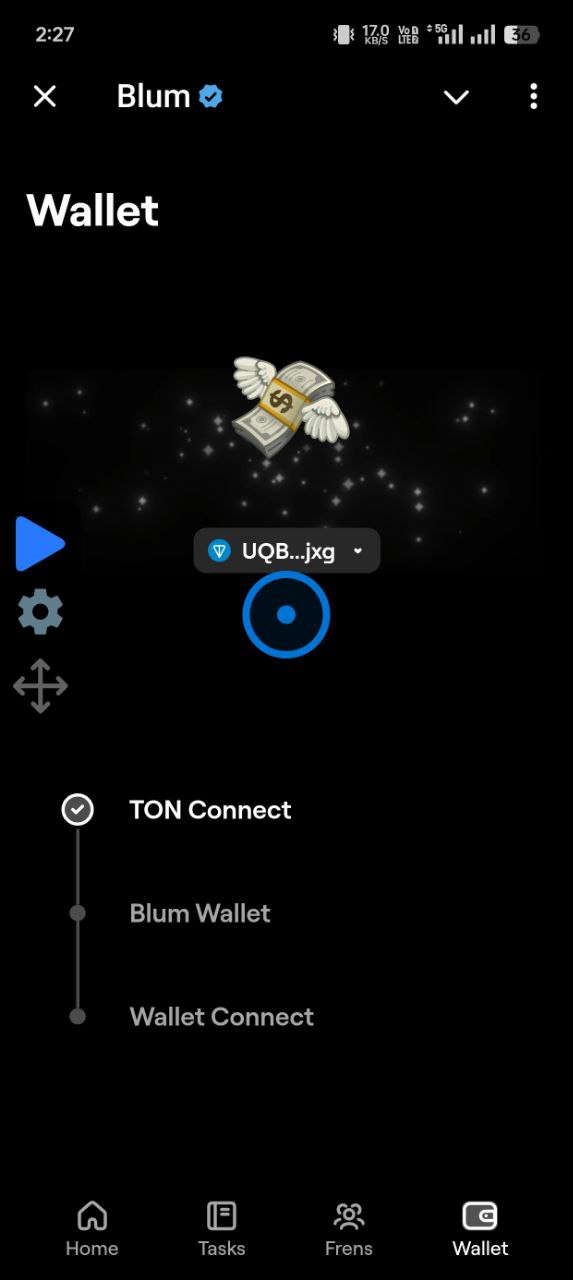 2:27
17.0
KB/S
Vo
LTE2
5G
36
Blum
Wallet
$
UQB...jxg
TON Connect
Blum Wallet
Wallet Connect
Home
Tasks
Frens
Wallet